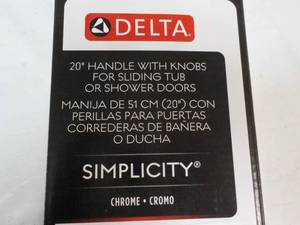 DELTA
20" HANDLE WITH KNOBS
FOR SLIDING TUB
OR SHOWER DOORS
MANIJA DE 51 CM (20") CON
PERILLAS PARA PUERTAS
CORREDERAS DE BAÑERA
O DUCHA
SIMPLICITY®
CHROME • CROMO